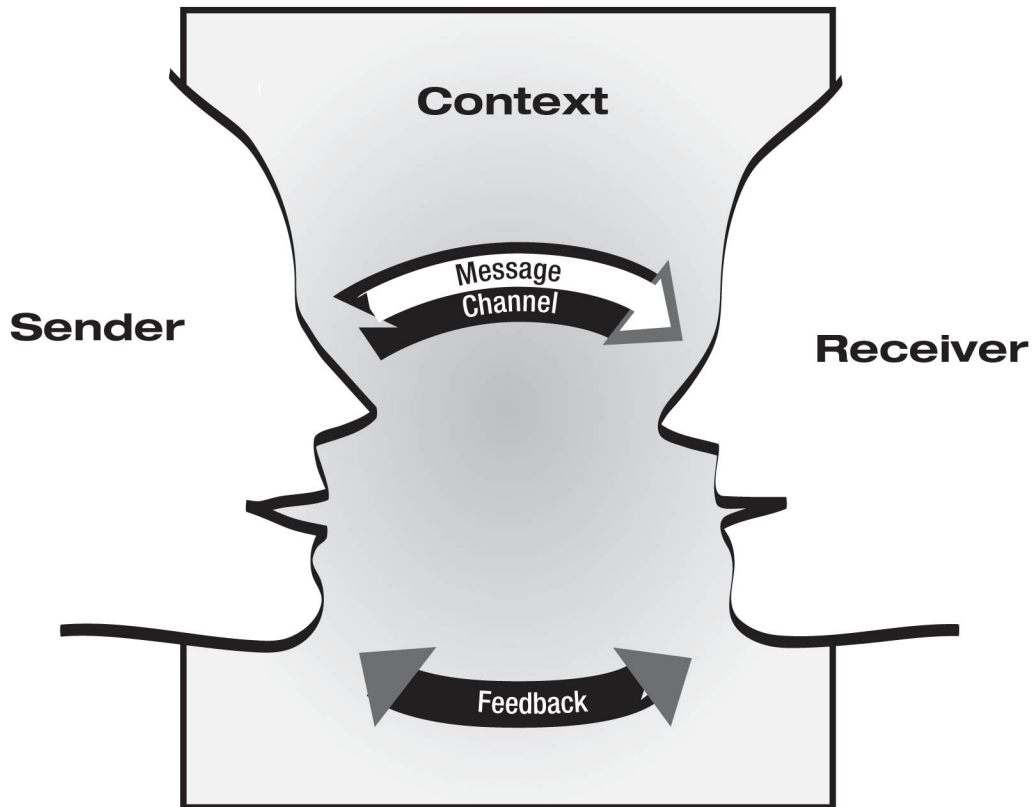 Context
Message
Channel
Sender
Receiver
Feedback